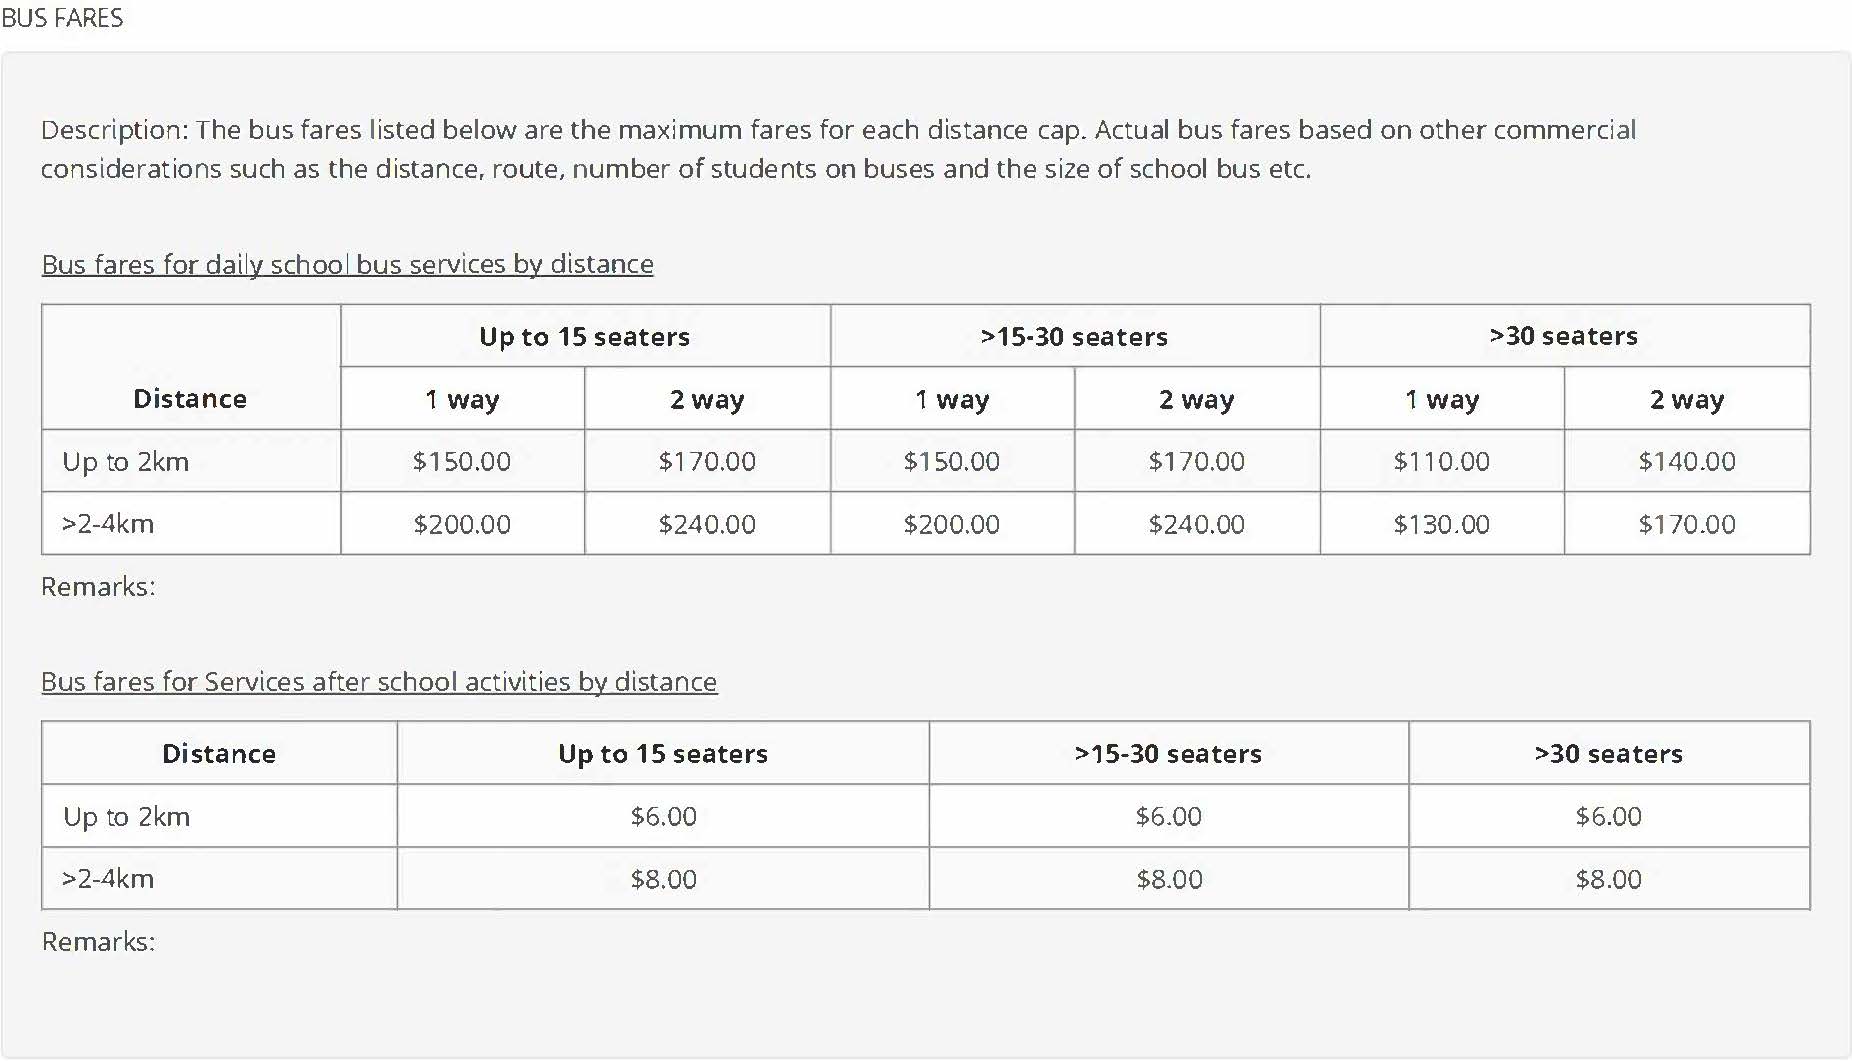 BUS FARES
Description: The bus fares listed below are the maximum fares for each distance cap. Actual bus fares based on other commercial
considerations such as the distance, route, number of students on buses and the size of school bus etc.
Bus fares for daily school bus services by distance
Up to 15 seaters >15-30 seaters >30 seaters
Distance 1 way 2 way 1 way 2 way 1 way 2 way
Up to 2km $150.00 $170.00 $150.00 $170.00 $110.00 $140.00
>2-4km $200.00 $240.00 $200.00 $240.00 $130.00 $170.00
Remarks:
Bus fares for Services after school activities by distance
Distance Up to 15 seaters >15-30 seaters >30 seaters
Up to 2km $6.00 $6.00 $6.00
>2-4km $8.00 $8.00 $8.00
Remarks: